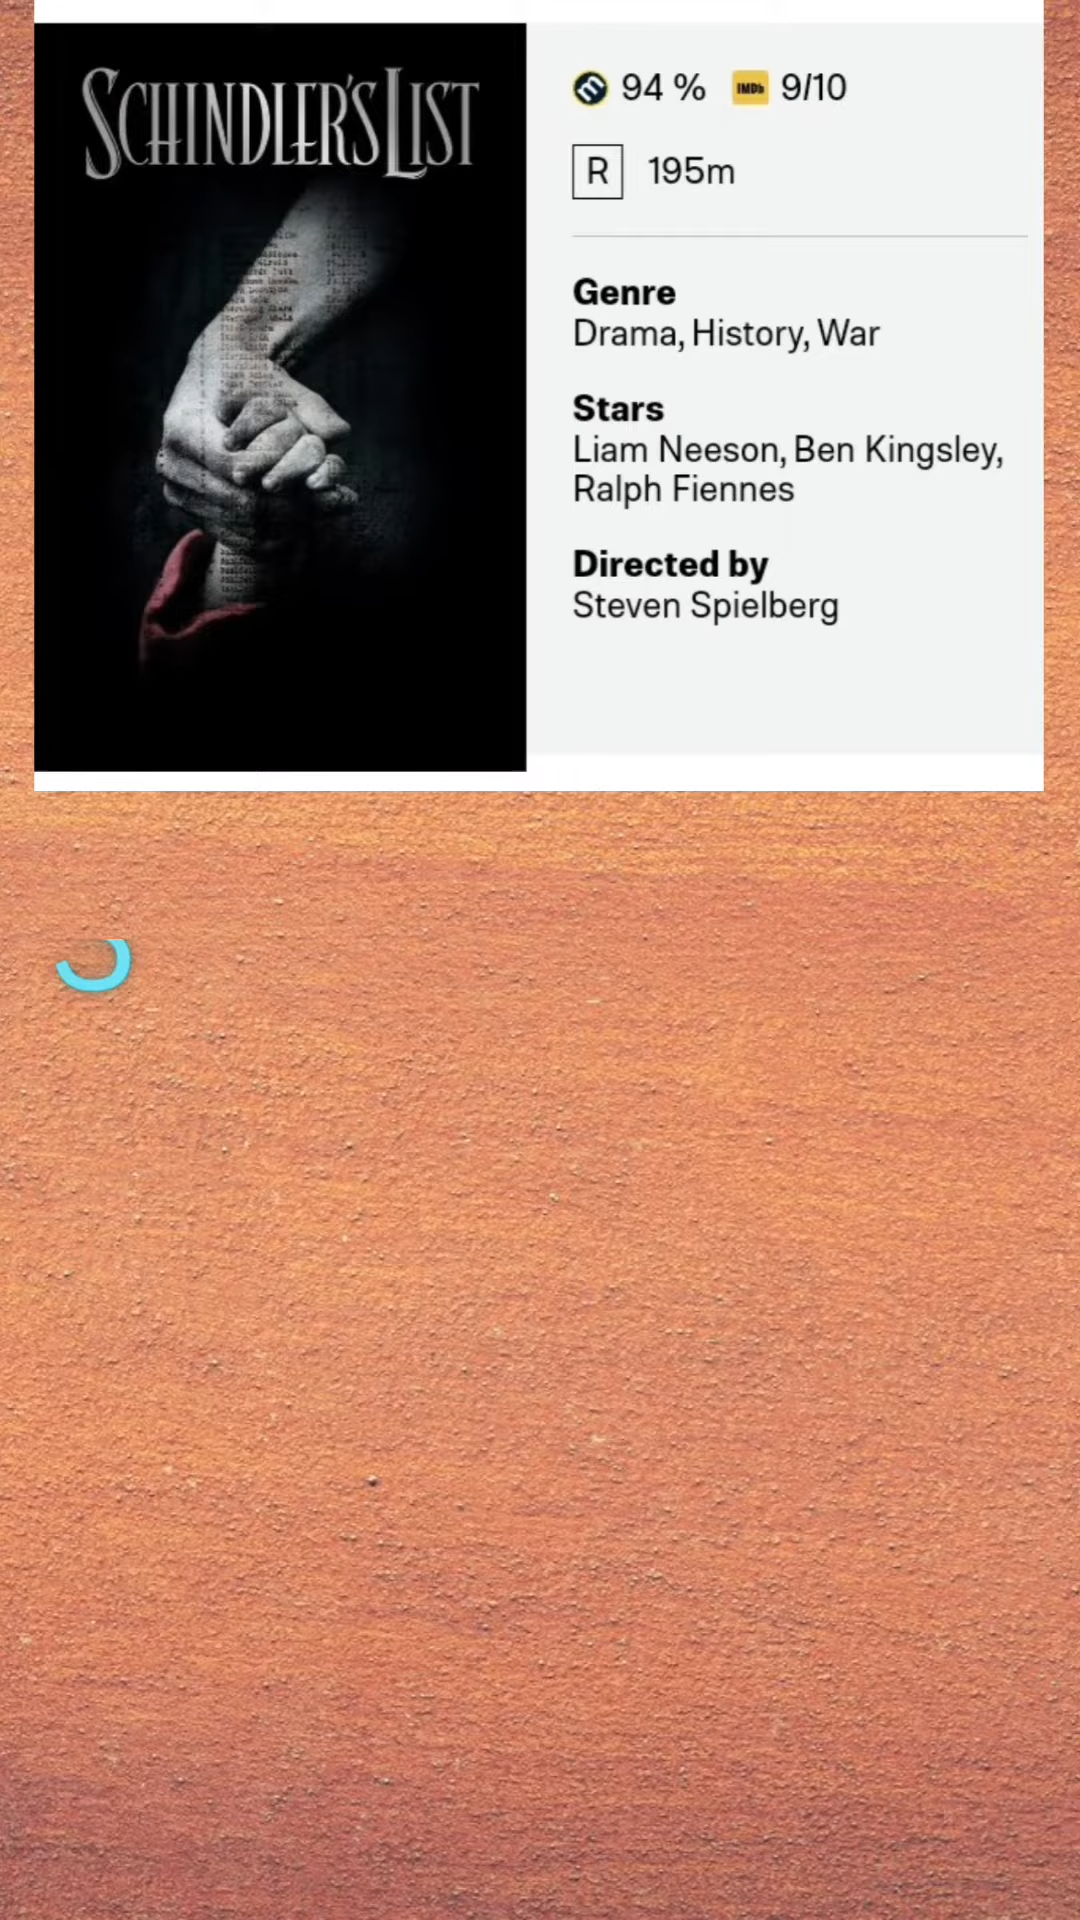 SCHINDLER'S LIST
94 % IMDb 9/10
R 195m
Genre
Drama, History, War
Stars
Liam Neeson, Ben Kingsley,
Ralph Fiennes
Directed by
Steven Spielberg